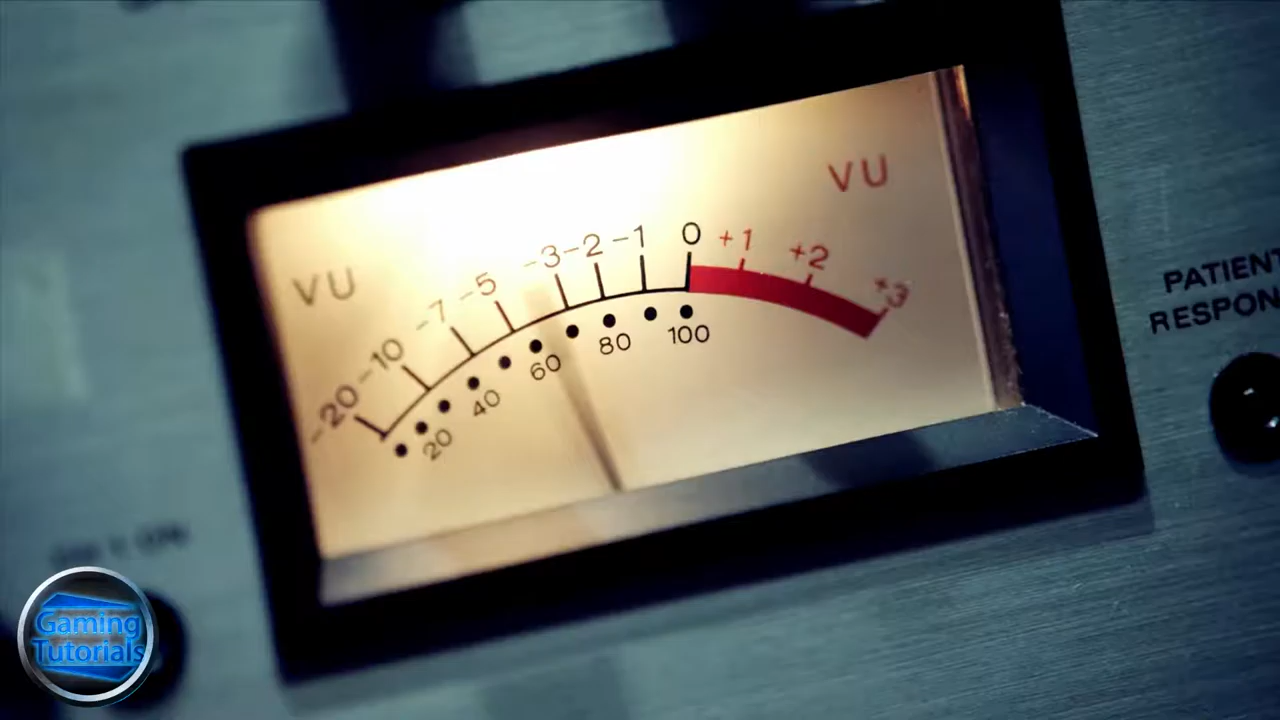 VU
VU
-20 -10 -7 -5 -3 -2 -1 0 +1 +2 +3
20 40 60 80 100
PATIENT
RESPON
Gaming
Tutorials